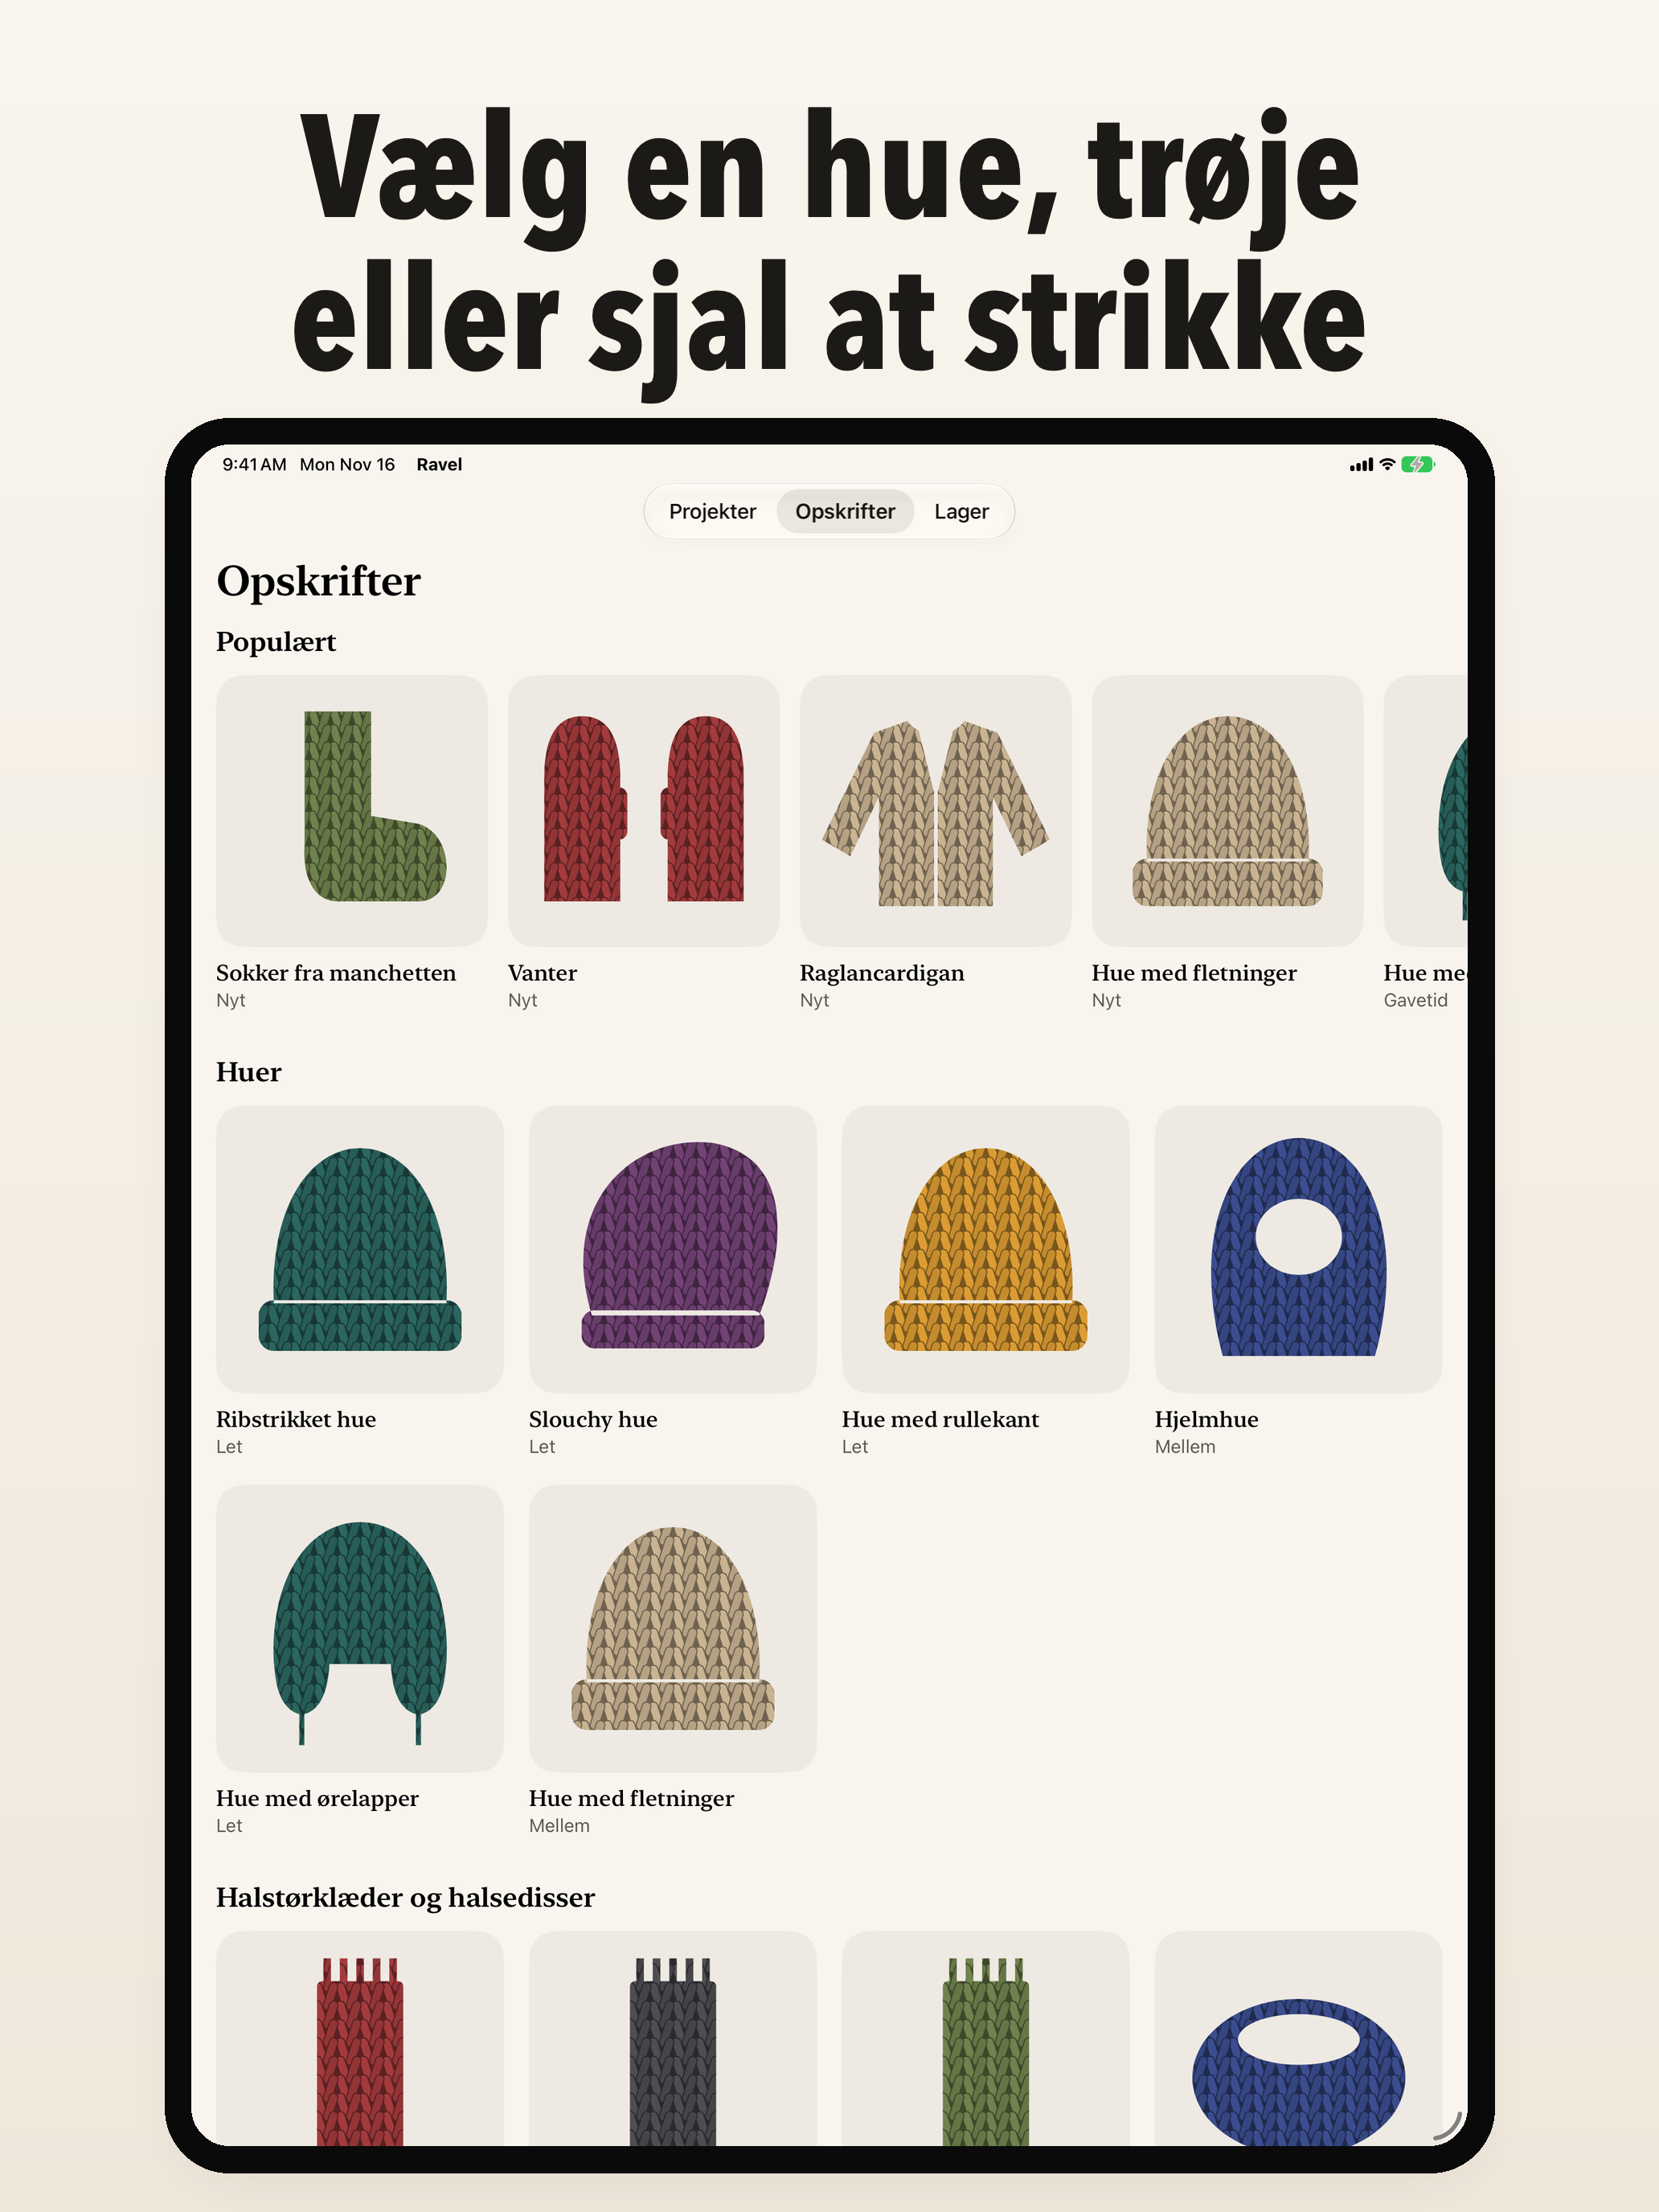 Vælg en hue, trøje
eller sjal at strikke
9:41 AM Mon Nov 16 Ravel
Projekter Opskrifter Lager
Opskrifter
Populært
Sokker fra manchetten
Nyt
Vanter
Nyt
Raglancardigan
Nyt
Hue med fletninger
Nyt
Hue
Gavetid
Huer
Ribstrikket hue
Let
Slouchy hue
Let
Hue med rullekant
Let
Hjelmhue
Mellem
Hue med ørelapper
Let
Hue med fletninger
Mellem
Halstørklæder og halsedisser